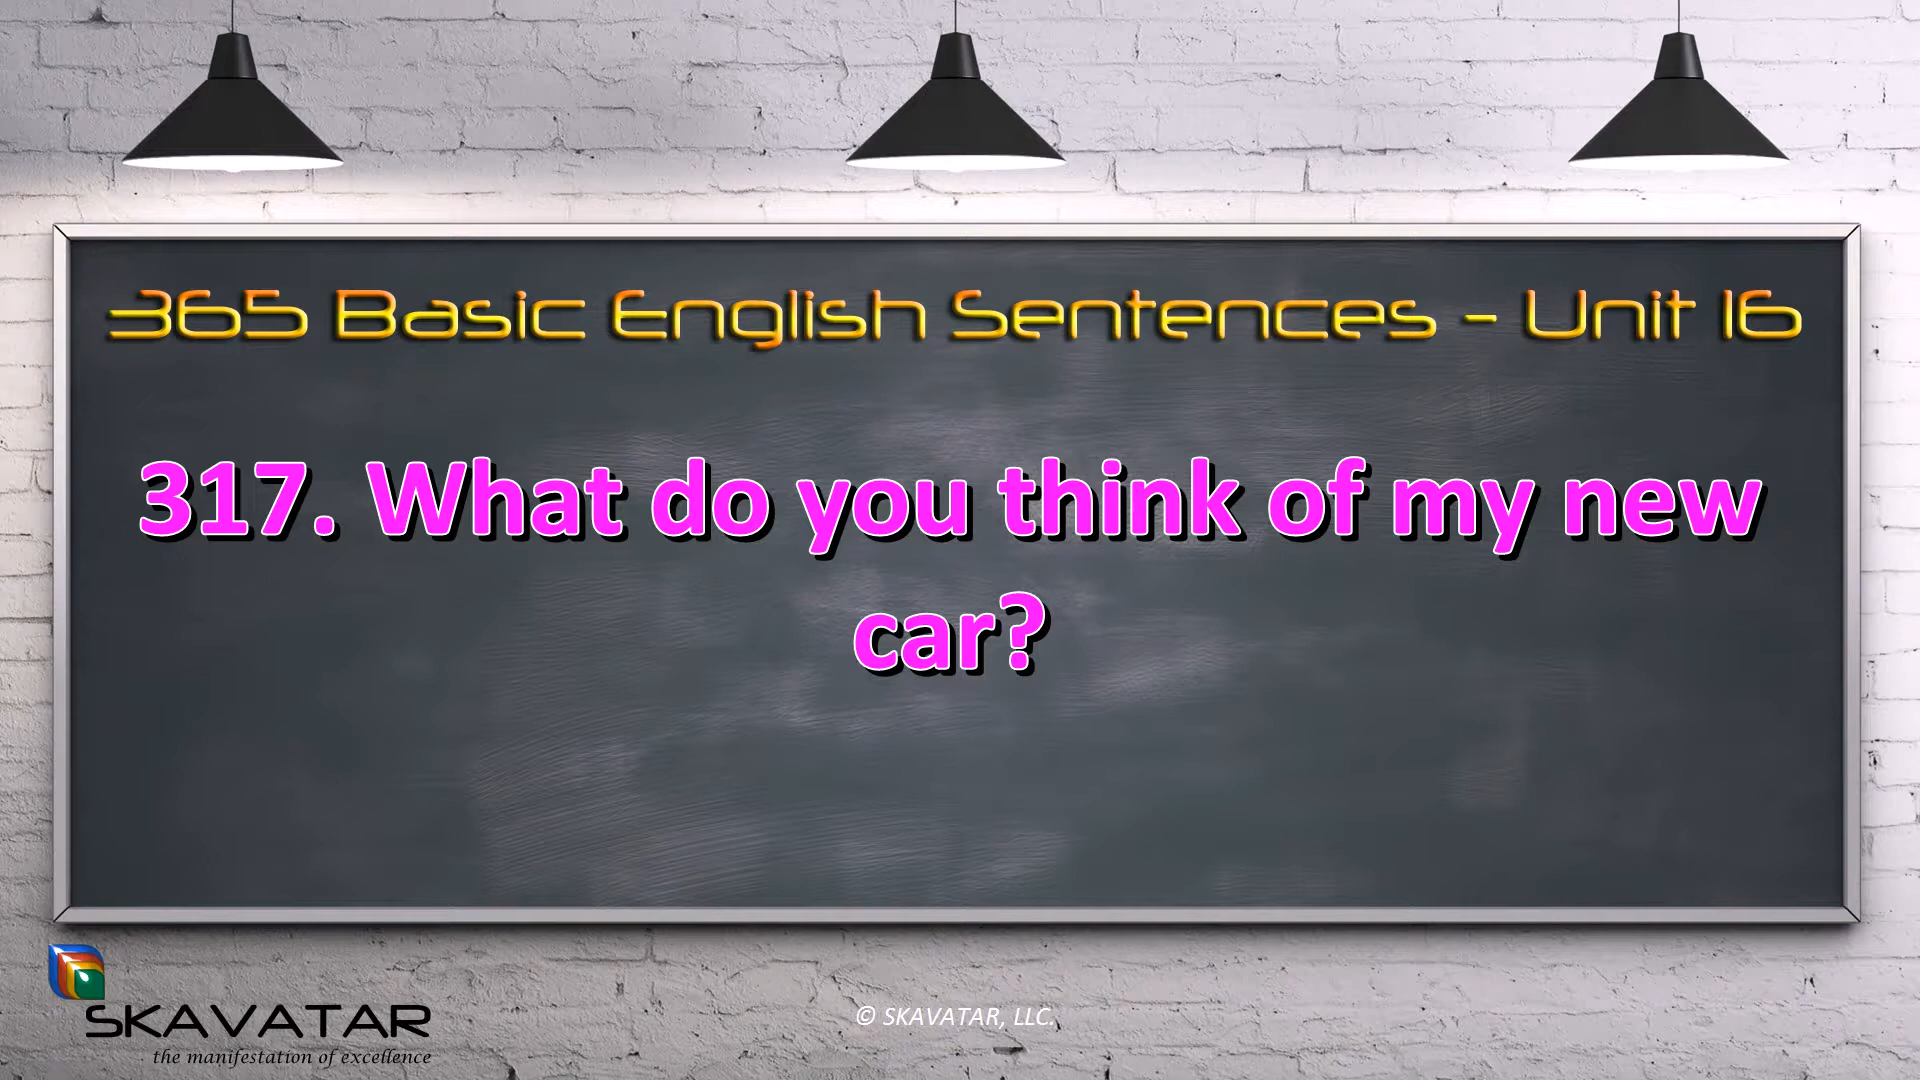 365 Basic English Sentences - Unit 16
317. What do you think of my new
car?
SKAVATAR
the manifestation of excellence
© SKAVATAR, LLC.